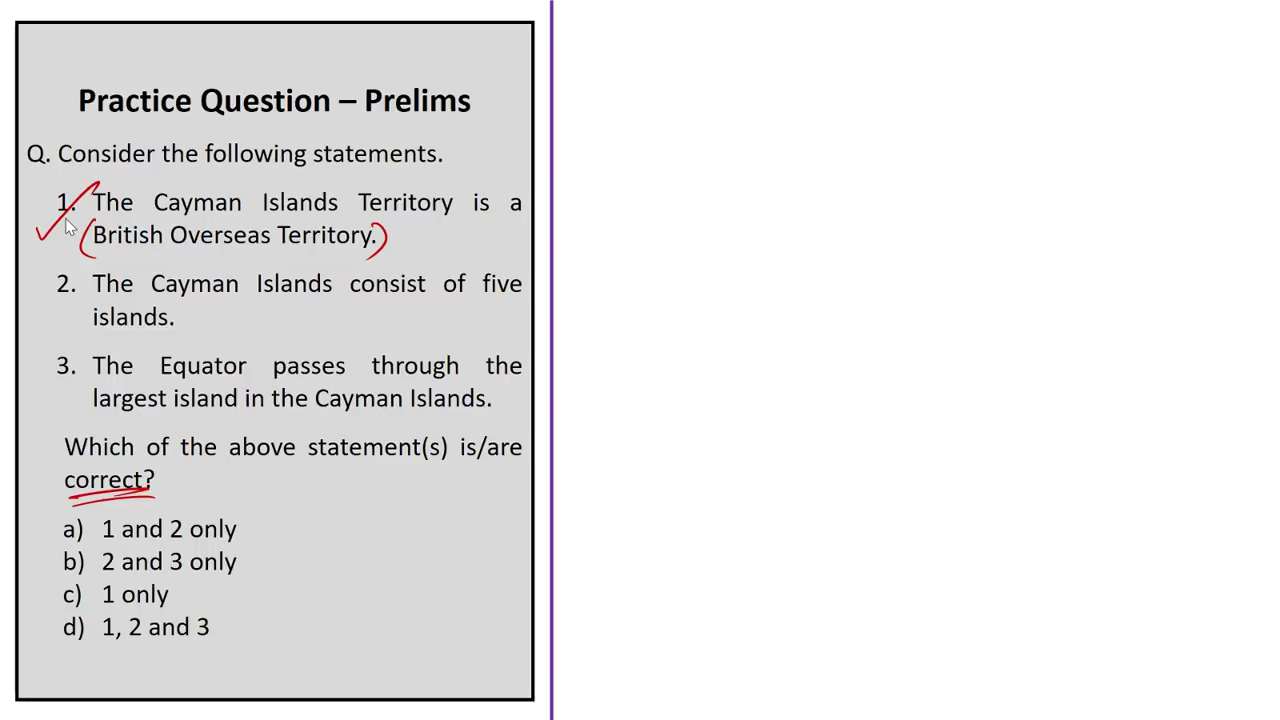 Practice Question – Prelims
Q. Consider the following statements.
1. The Cayman Islands Territory is a
British Overseas Territory.
2. The Cayman Islands consist of five
islands.
3. The Equator passes through the
largest island in the Cayman Islands.
Which of the above statement(s) is/are
correct?
a) 1 and 2 only
b) 2 and 3 only
c) 1 only
d) 1, 2 and 3